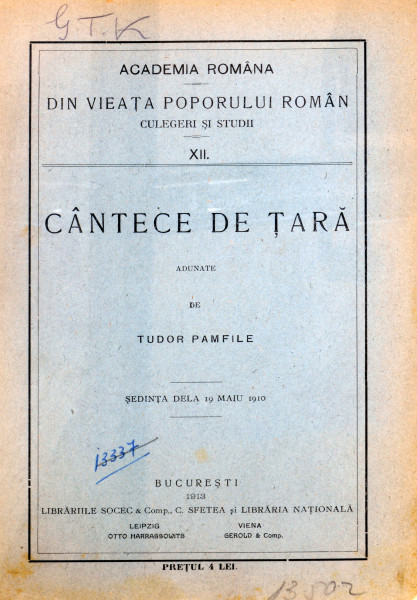 G.T.K
ACADEMIA ROMÂNA
DIN VIEAȚA POPORULUI ROMÂN
CULEGERI ȘI STUDII
XII.
CÂNTECE DE ȚARĂ
ADUNATE
DE
TUDOR PAMFILE
ȘEDINȚA DELA 19 MAIU 1910
13337
BUCUREȘTI
1913
LIBRĂRIILE SOCEC & Comp., C. SFETEA și LIBRĂRIA NAȚIONALĂ
LEIPZIG VIENA
OTTO HARRASSOWITS GEROLD & Comp.
PREȚUL 4 LEI.